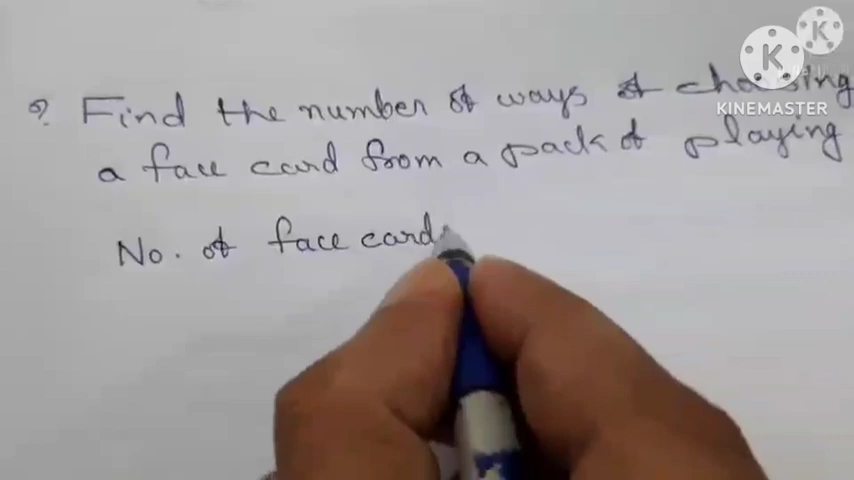 ?. Find the number of ways of choosing
a face card from a pack of playing
No. of face card
K
K
KINEMASTER